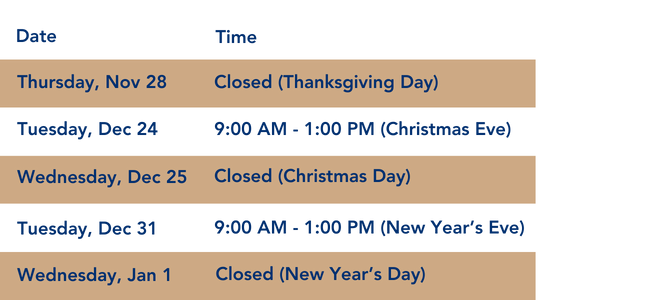 Date Time
Thursday, Nov 28 Closed (Thanksgiving Day)
Tuesday, Dec 24 9:00 AM - 1:00 PM (Christmas Eve)
Wednesday, Dec 25 Closed (Christmas Day)
Tuesday, Dec 31 9:00 AM - 1:00 PM (New Year’s Eve)
Wednesday, Jan 1 Closed (New Year’s Day)